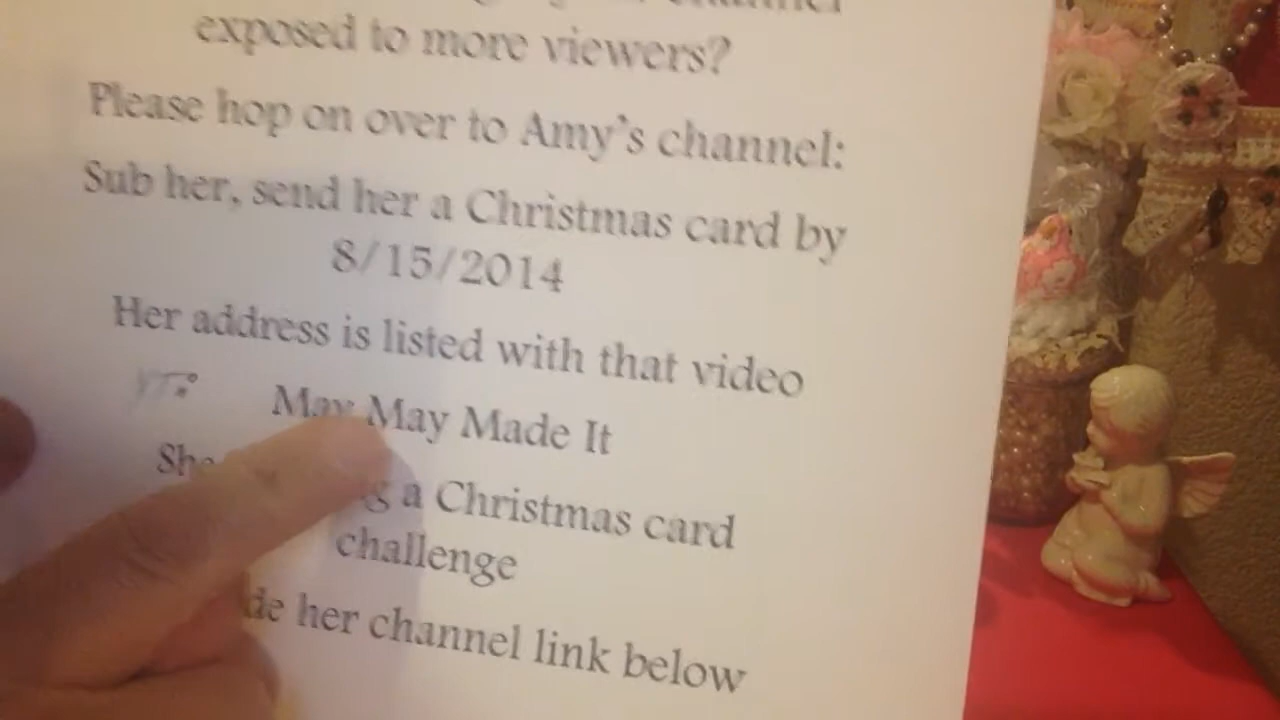 channel
exposed to more viewers?
Please hop on over to Amy's channel:
Sub her, send her a Christmas card by
8/15/2014
Her address is listed with that video
May May Made It
a Christmas card
challenge
her channel link below